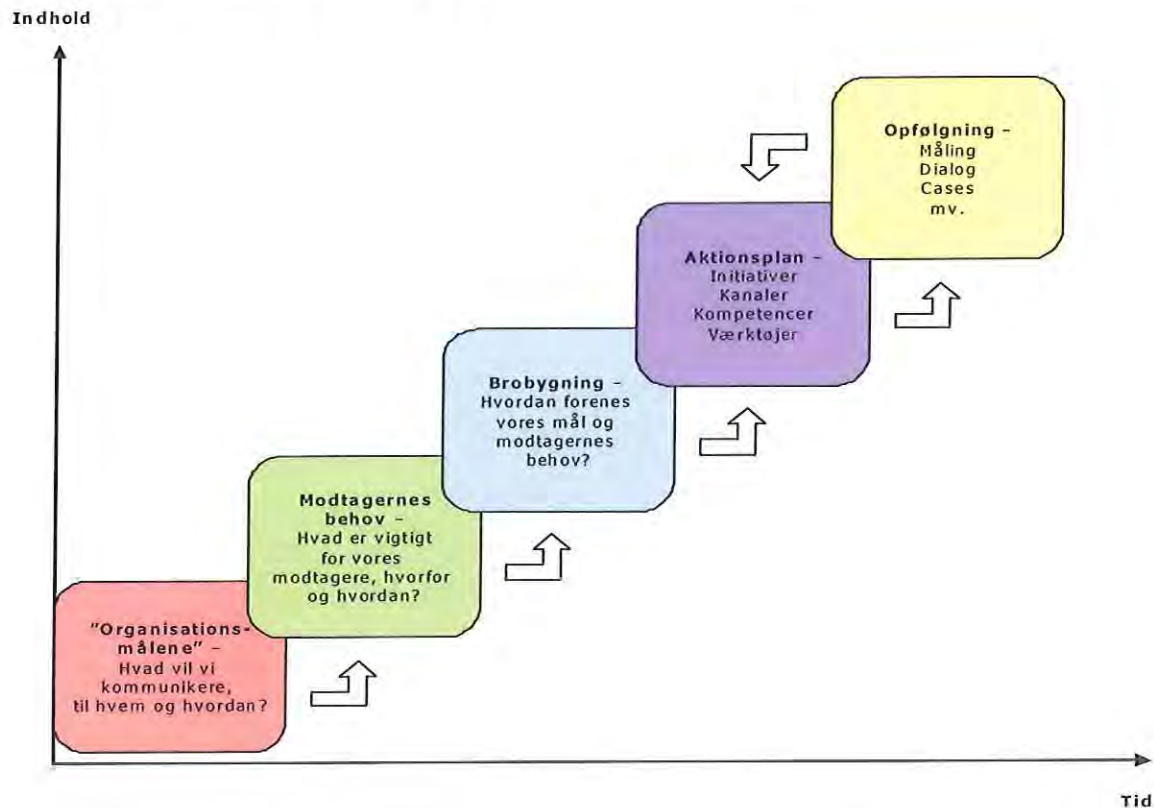 Indhold
Opfølgning –
Måling
Dialog
Cases
mv.
Aktionsplan –
Initiativer
Kanaler
Kompetencer
Værktøjer
Brobygning –
Hvordan forenes
vores mål og
modtagernes
behov?
Modtagernes
behov –
Hvad er vigtigt
for vores
modtagere, hvorfor
og hvordan?
"Organisations-
målene" –
Hvad vil vi
kommunikere,
til hvem og hvordan?
Tid